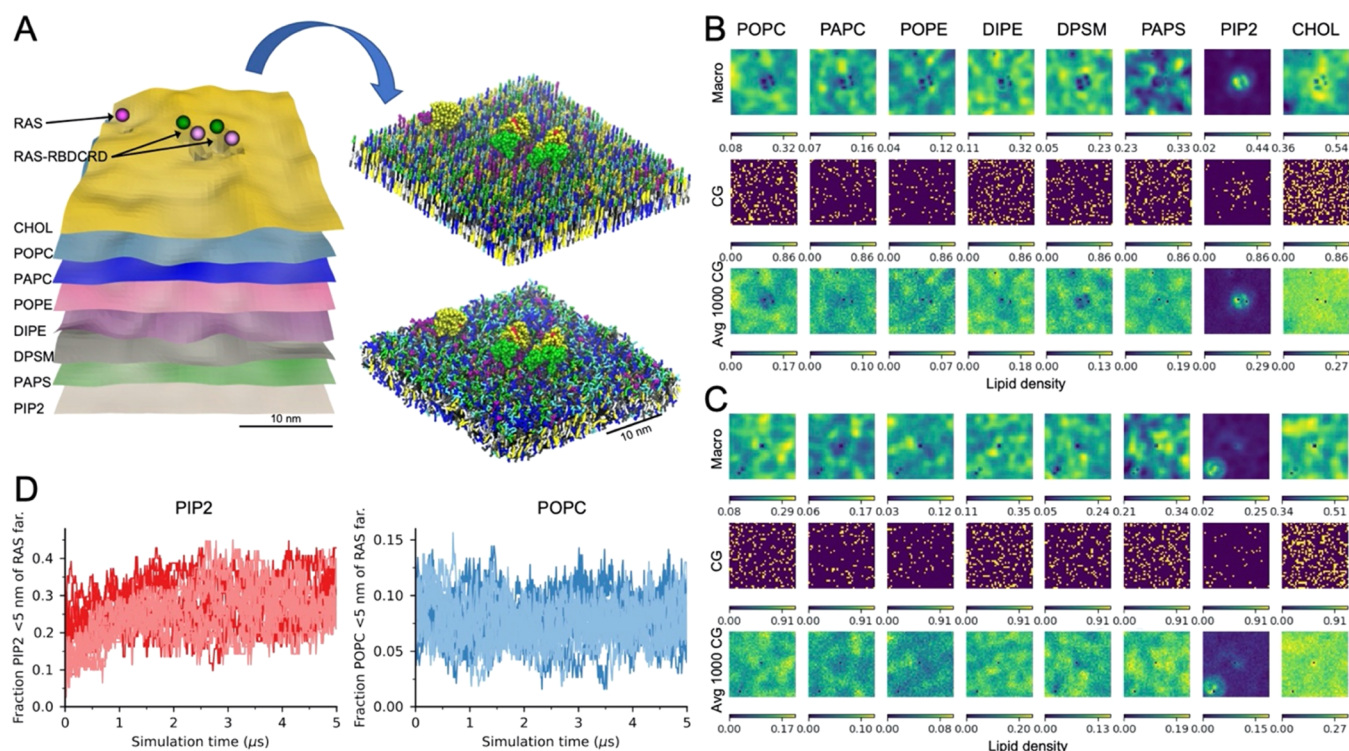 A
RAS
RAS-RBDCRD
CHOL
POPC
PAPC
POPE
DIPE
DPSM
PAPS
PIP2
10 nm
10 nm
B
POPC PAPC POPE DIPE DPSM PAPS PIP2 CHOL
Macro
0.08 0.32 0.07 0.16 0.04 0.12 0.11 0.32 0.05 0.23 0.23 0.33 0.02 0.44 0.36 0.54
CG
0.00 0.86 0.00 0.86 0.00 0.86 0.00 0.86 0.00 0.86 0.00 0.86 0.00 0.86 0.00 0.86
Avg 1000 CG
0.00 0.17 0.00 0.10 0.00 0.07 0.00 0.18 0.00 0.13 0.00 0.19 0.00 0.29 0.00 0.27
Lipid density
C
Macro
0.08 0.29 0.06 0.17 0.03 0.12 0.11 0.35 0.05 0.24 0.21 0.34 0.02 0.25 0.34 0.51
CG
0.00 0.91 0.00 0.91 0.00 0.91 0.00 0.91 0.00 0.91 0.00 0.91 0.00 0.91 0.00 0.91
Avg 1000 CG
0.00 0.17 0.00 0.10 0.00 0.08 0.00 0.20 0.00 0.13 0.00 0.19 0.00 0.15 0.00 0.27
Lipid density
D
PIP2
Fraction PIP2 <5 nm of RAS far.
0.4
0.3
0.2
0.1
0.0
0 1 2 3 4 5
Simulation time (μs)
POPC
Fraction POPC <5 nm of RAS far.
0.15
0.10
0.05
0.00
0 1 2 3 4 5
Simulation time (μs)